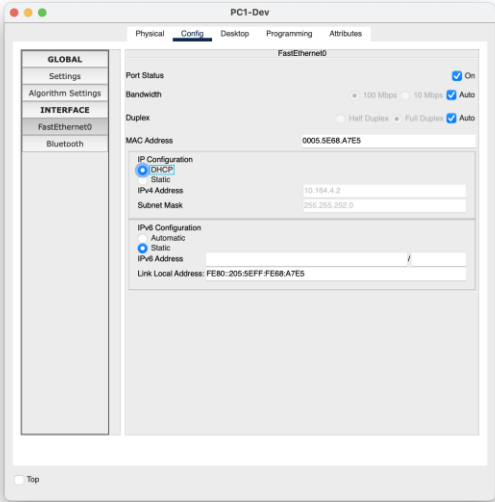 PC1-Dev
Physical Config Desktop Programming Attributes
GLOBAL
Settings
Algorithm Settings
INTERFACE
FastEthernet0
Bluetooth
FastEthernet0
Port Status On
Bandwidth 100 Mbps 10 Mbps Auto
Duplex Half Duplex Full Duplex Auto
MAC Address 0005.5E68.A7E5
IP Configuration
DHCP
Static
IPv4 Address 10.164.4.2
Subnet Mask 255.255.252.0
IPv6 Configuration
Automatic
Static
IPv6 Address /
Link Local Address: FE80::205:5EFF:FE68:A7E5
Top